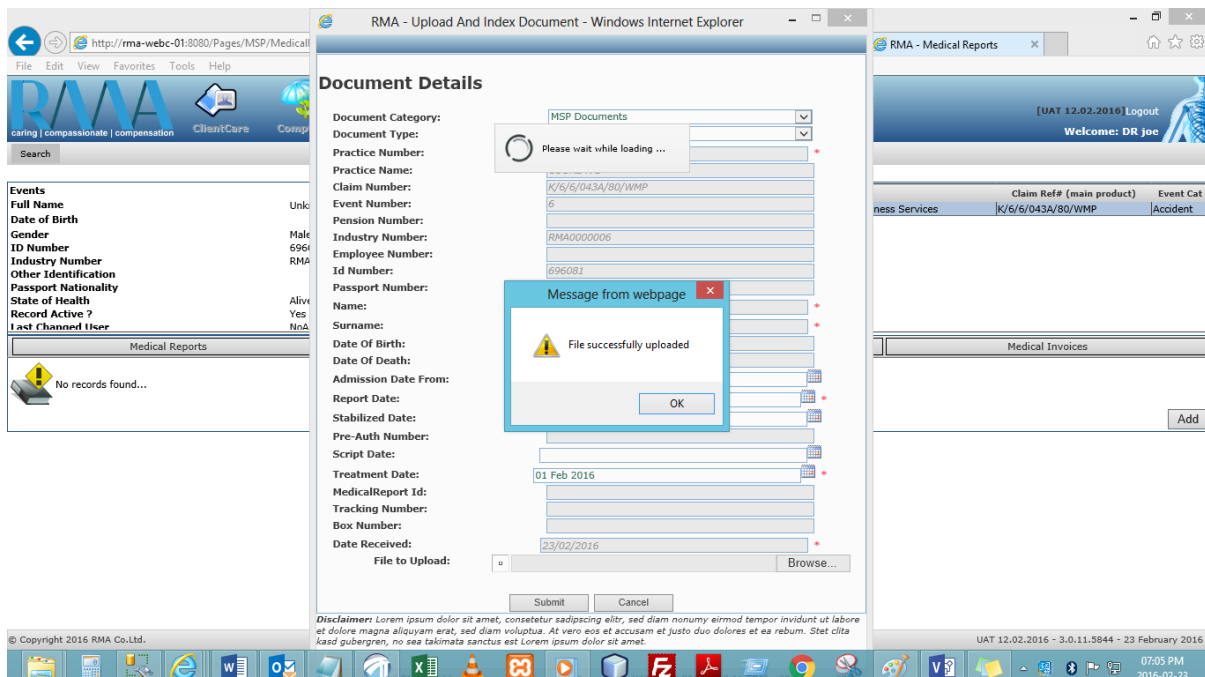 RMA - Upload And Index Document - Windows Internet Explorer
http://rma-webc-01:8080/Pages/MSP/Medical
RMA - Medical Reports
File Edit View Favorites Tools Help
RMA
caring | compassionate | compensation
ClientCare
[UAT 12.02.2016] Logout
Welcome: DR joe
Search
Document Details
Document Category: MSP Documents
Document Type:
Please wait while loading ...
Practice Number: *
Practice Name:
Claim Number: K/6/6/043A/80/WMP
Event Number: 6
Pension Number:
Industry Number: RMA0000006
Employee Number:
Id Number: 696081
Passport Number:
Name: *
Surname: *
Date Of Birth:
Date Of Death:
Admission Date From:
Report Date: *
Stabilized Date:
Pre-Auth Number:
Script Date:
Treatment Date: 01 Feb 2016 *
MedicalReport Id:
Tracking Number:
Box Number:
Date Received: 23/02/2016 *
File to Upload: Browse...
Submit Cancel
Disclaimer: Lorem ipsum dolor sit amet, consetetur sadipscing elitr, sed diam nonumy eirmod tempor invidunt ut labore
et dolore magna aliquyam erat, sed diam voluptua. At vero eos et accusam et justo duo dolores et ea rebum. Stet clita
kasd gubergren, no sea takimata sanctus est Lorem ipsum dolor sit amet.
Message from webpage
File successfully uploaded
OK
Events
Full Name
Date of Birth
Gender Male
ID Number
Industry Number RMA
Other Identification
Passport Nationality
State of Health Alive
Record Active ? Yes
Last Changed User
Claim Ref# (main product) Event Cat
ness Services K/6/6/043A/80/WMP Accident
Medical Reports
Medical Invoices
No records found...
Add
© Copyright 2016 RMA Co.Ltd.
UAT 12.02.2016 - 3.0.11.5844 - 23 February 2016
07:05 PM
2016-02-23